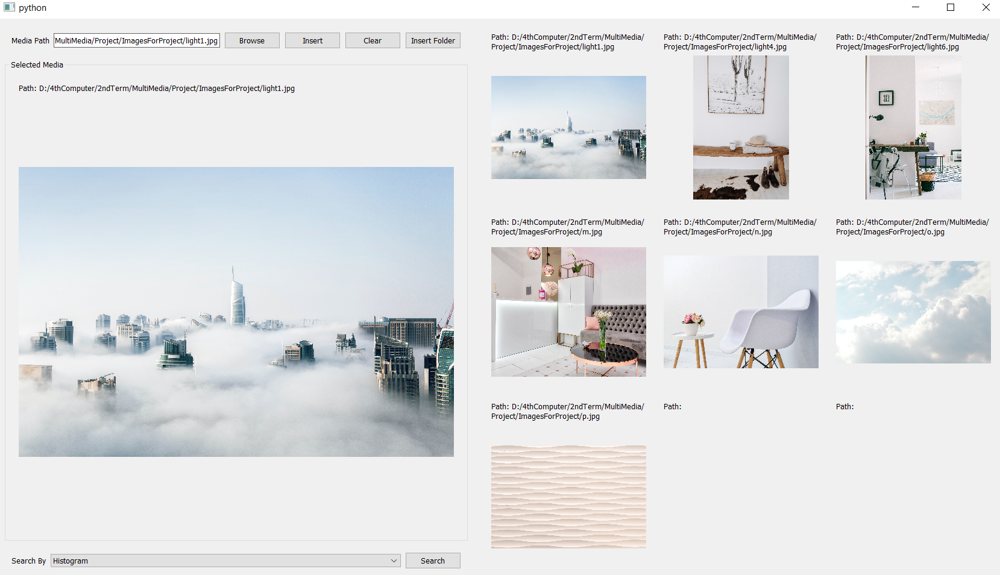 python
Media Path MultiMedia/Project/ImagesForProject/light1.jpg Browse Insert Clear Insert Folder
Selected Media
Path: D:/4thComputer/2ndTerm/MultiMedia/Project/ImagesForProject/light1.jpg
Search By Histogram Search
Path: D:/4thComputer/2ndTerm/MultiMedia/
Project/ImagesForProject/light1.jpg
Path: D:/4thComputer/2ndTerm/MultiMedia/
Project/ImagesForProject/light4.jpg
Path: D:/4thComputer/2ndTerm/MultiMedia/
Project/ImagesForProject/light6.jpg
Path: D:/4thComputer/2ndTerm/MultiMedia/
Project/ImagesForProject/m.jpg
Path: D:/4thComputer/2ndTerm/MultiMedia/
Project/ImagesForProject/n.jpg
Path: D:/4thComputer/2ndTerm/MultiMedia/
Project/ImagesForProject/o.jpg
Path: D:/4thComputer/2ndTerm/MultiMedia/
Project/ImagesForProject/p.jpg
Path:
Path: